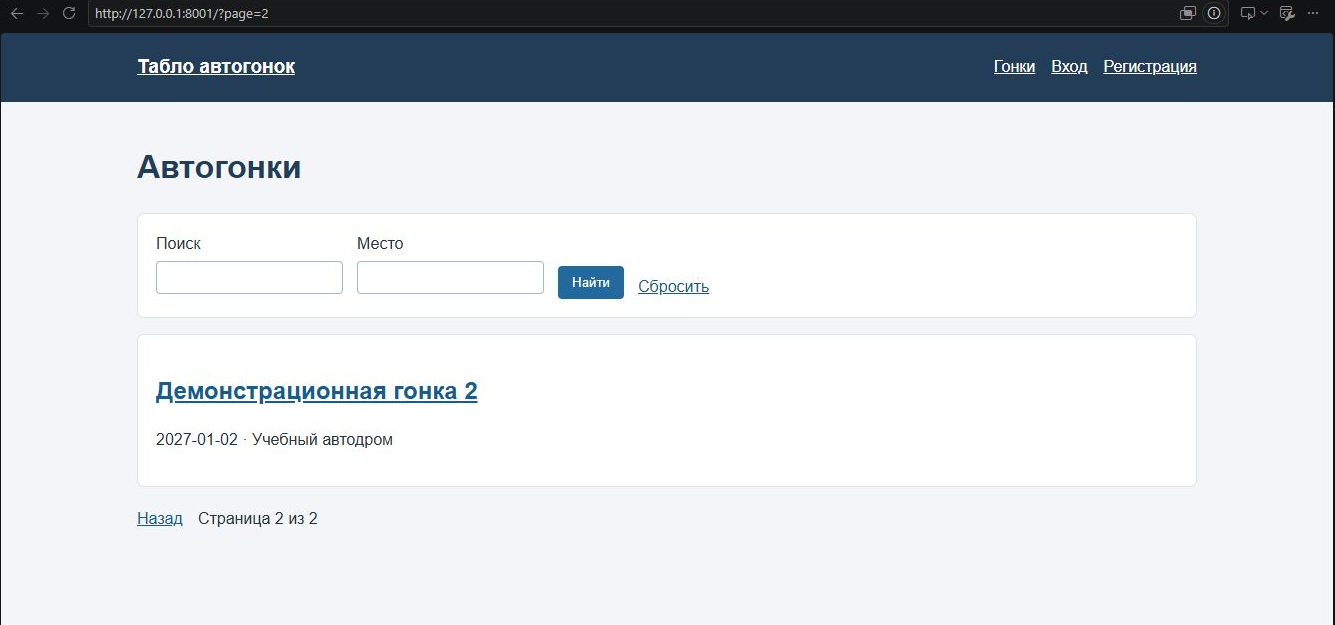 http://127.0.0.1:8001/?page=2
Табло автогонок
Гонки Вход Регистрация
Автогонки
Поиск Место
Найти Сбросить
Демонстрационная гонка 2
2027-01-02 · Учебный автодром
Назад Страница 2 из 2